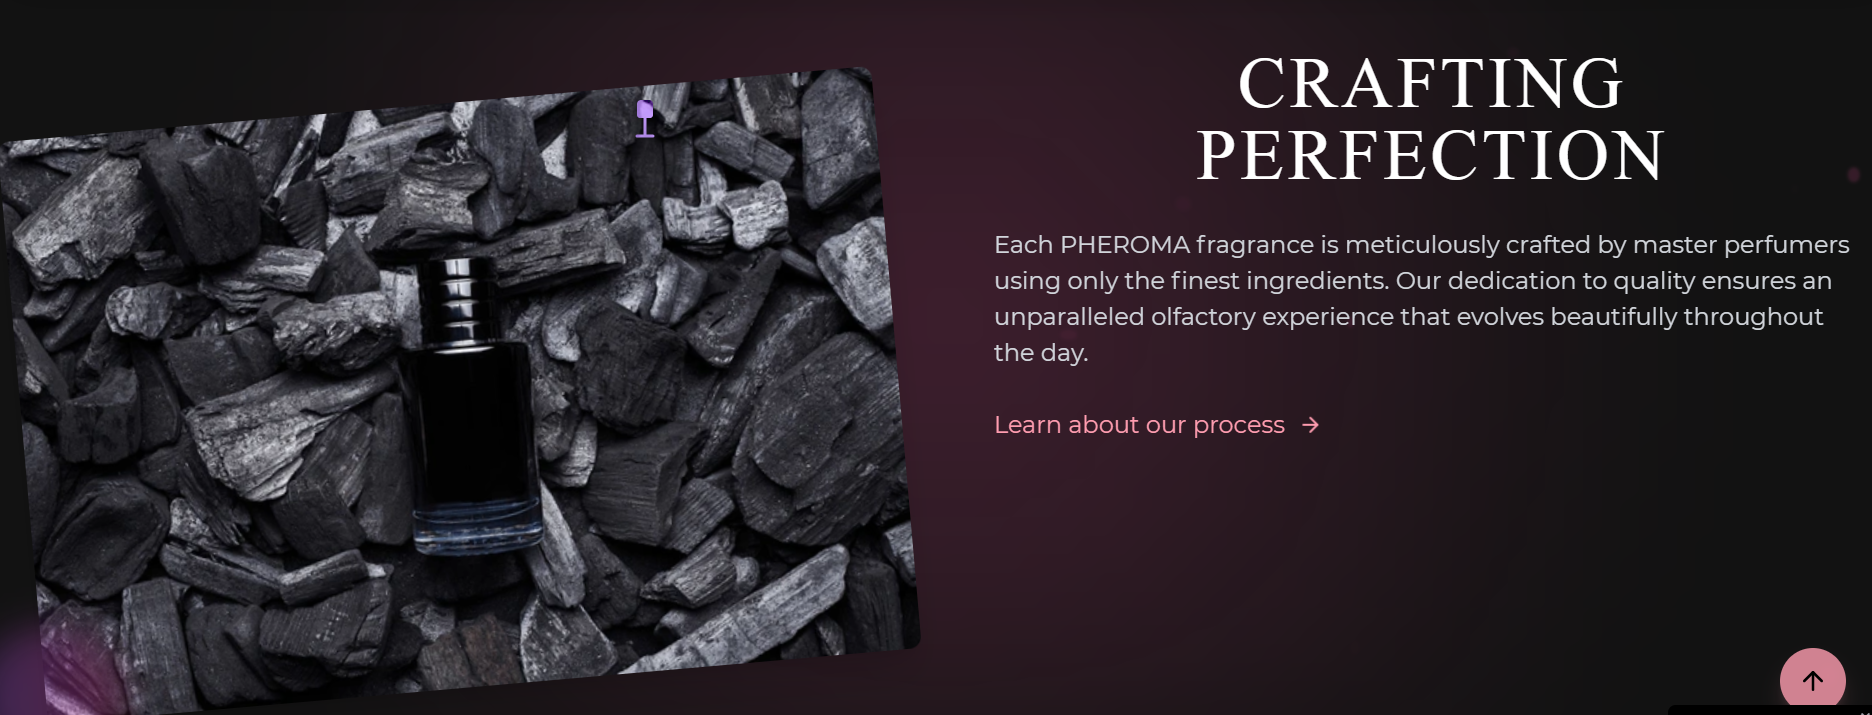 CRAFTING
PERFECTION
Each PHEROMA fragrance is meticulously crafted by master perfumers
using only the finest ingredients. Our dedication to quality ensures an
unparalleled olfactory experience that evolves beautifully throughout
the day.
Learn about our process →